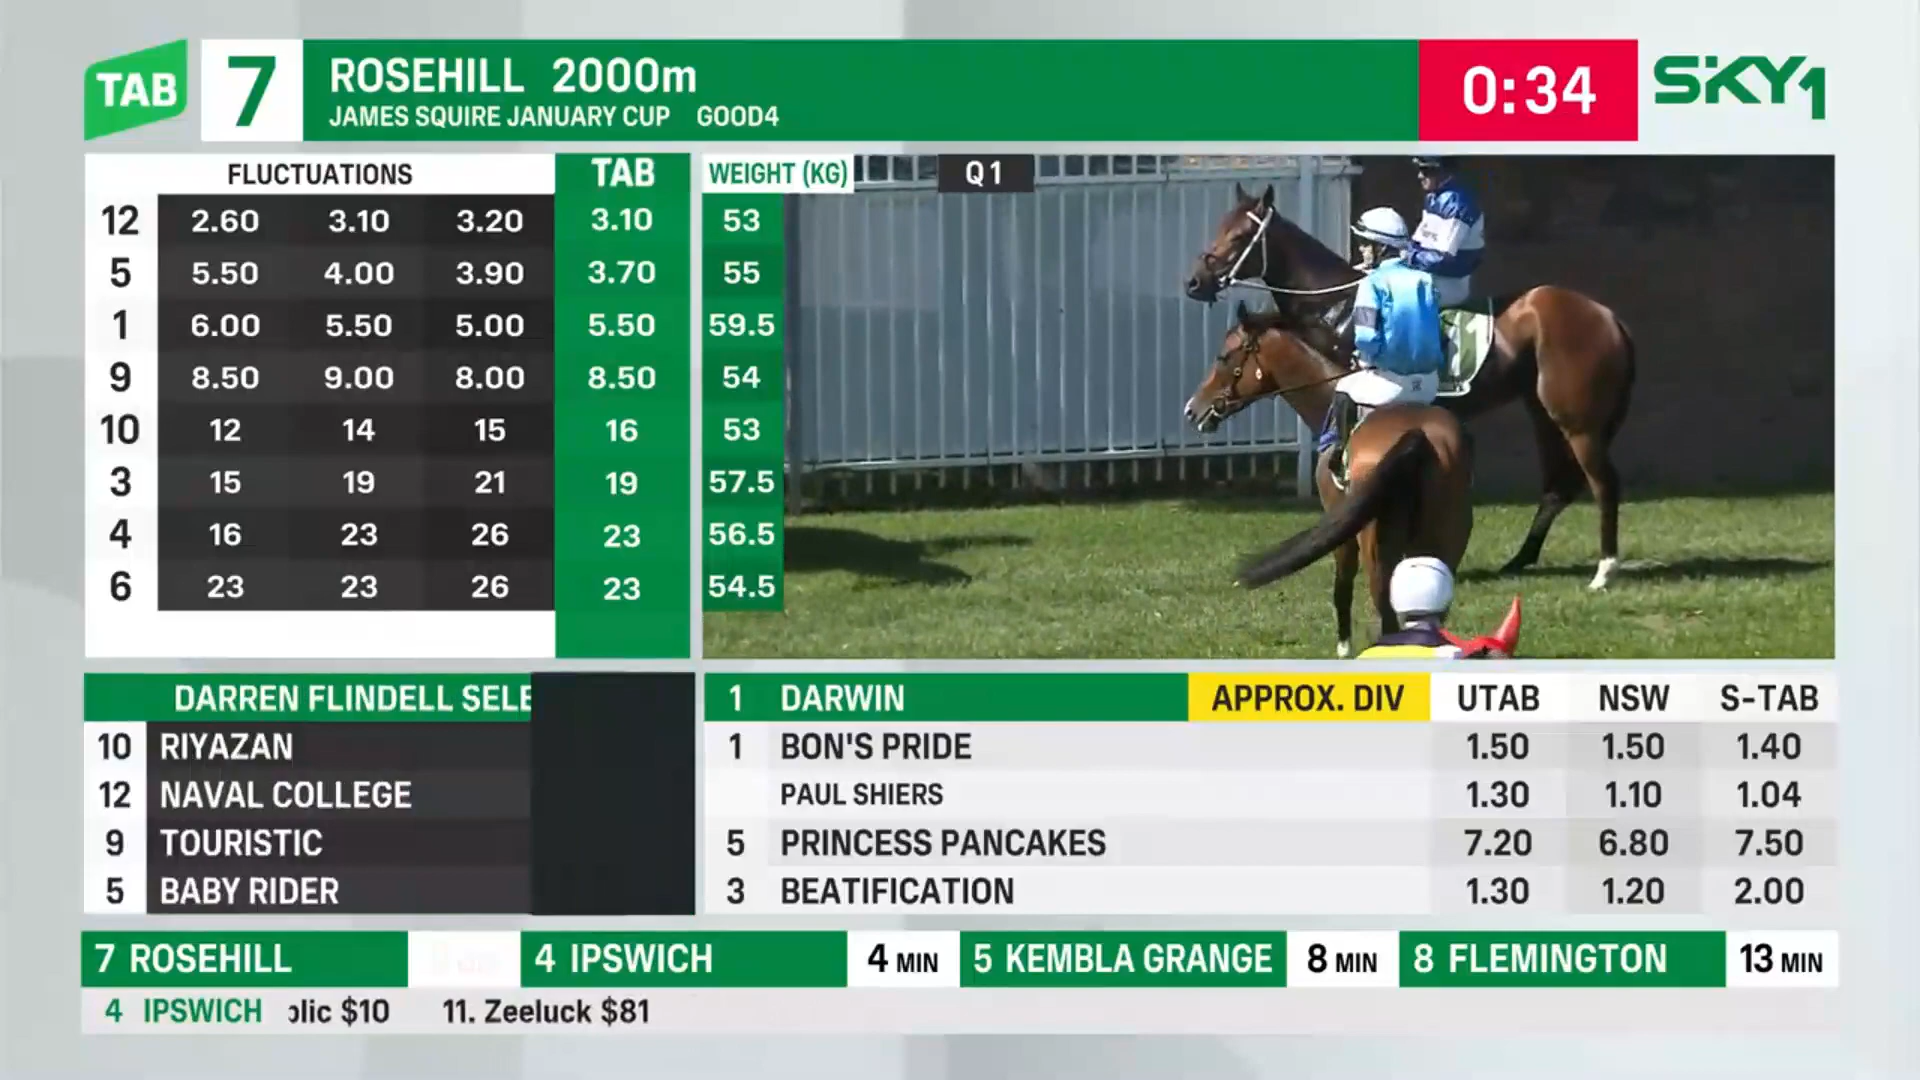 TAB 7 ROSEHILL 2000m 0:34 SKY1
JAMES SQUIRE JANUARY CUP GOOD4
FLUCTUATIONS TAB WEIGHT (KG) Q1
12 2.60 3.10 3.20 3.10 53
5 5.50 4.00 3.90 3.70 55
1 6.00 5.50 5.00 5.50 59.5
9 8.50 9.00 8.00 8.50 54
10 12 14 15 16 53
3 15 19 21 19 57.5
4 16 23 26 23 56.5
6 23 23 26 23 54.5
1
DARREN FLINDELL SELE
10 RIYAZAN
12 NAVAL COLLEGE
9 TOURISTIC
5 BABY RIDER
1 DARWIN APPROX. DIV UTAB NSW S-TAB
1 BON'S PRIDE 1.50 1.50 1.40
PAUL SHIERS 1.30 1.10 1.04
5 PRINCESS PANCAKES 7.20 6.80 7.50
3 BEATIFICATION 1.30 1.20 2.00
7 ROSEHILL 4 IPSWICH 4 MIN 5 KEMBLA GRANGE 8 MIN 8 FLEMINGTON 13 MIN
4 IPSWICH blic $10 11. Zeeluck $81